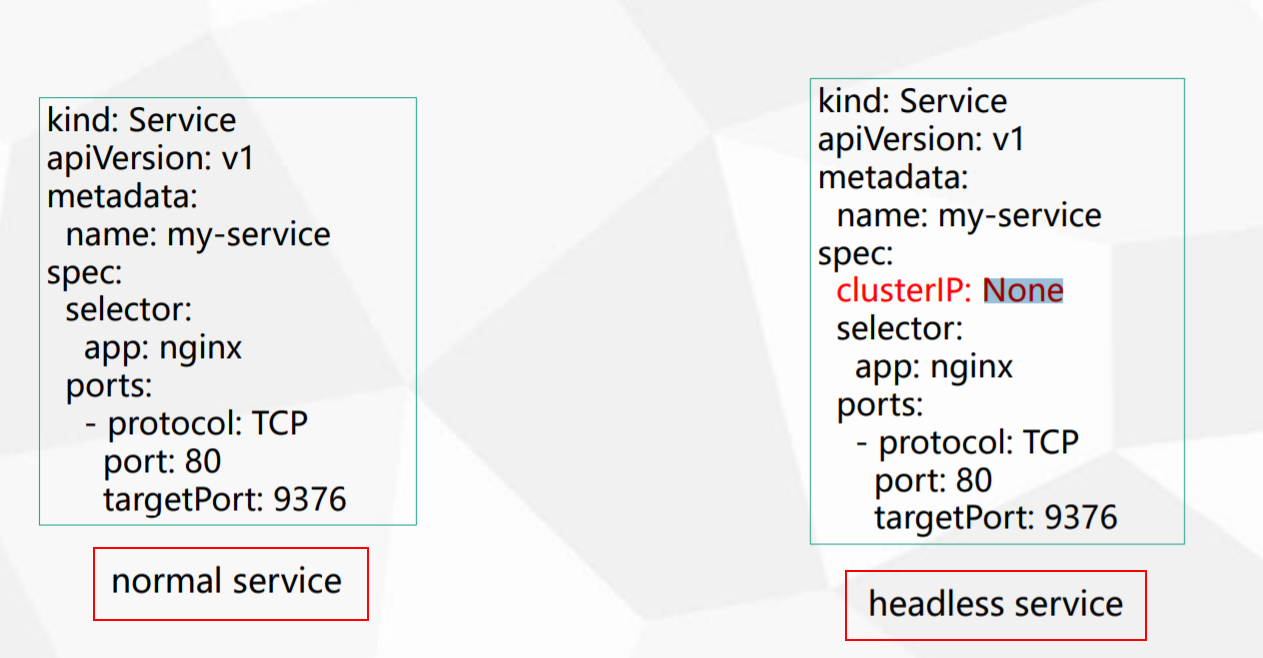 kind: Service
apiVersion: v1
metadata:
  name: my-service
spec:
  selector:
    app: nginx
  ports:
    - protocol: TCP
      port: 80
      targetPort: 9376
normal service
kind: Service
apiVersion: v1
metadata:
  name: my-service
spec:
  clusterIP: None
  selector:
    app: nginx
  ports:
    - protocol: TCP
      port: 80
      targetPort: 9376
headless service